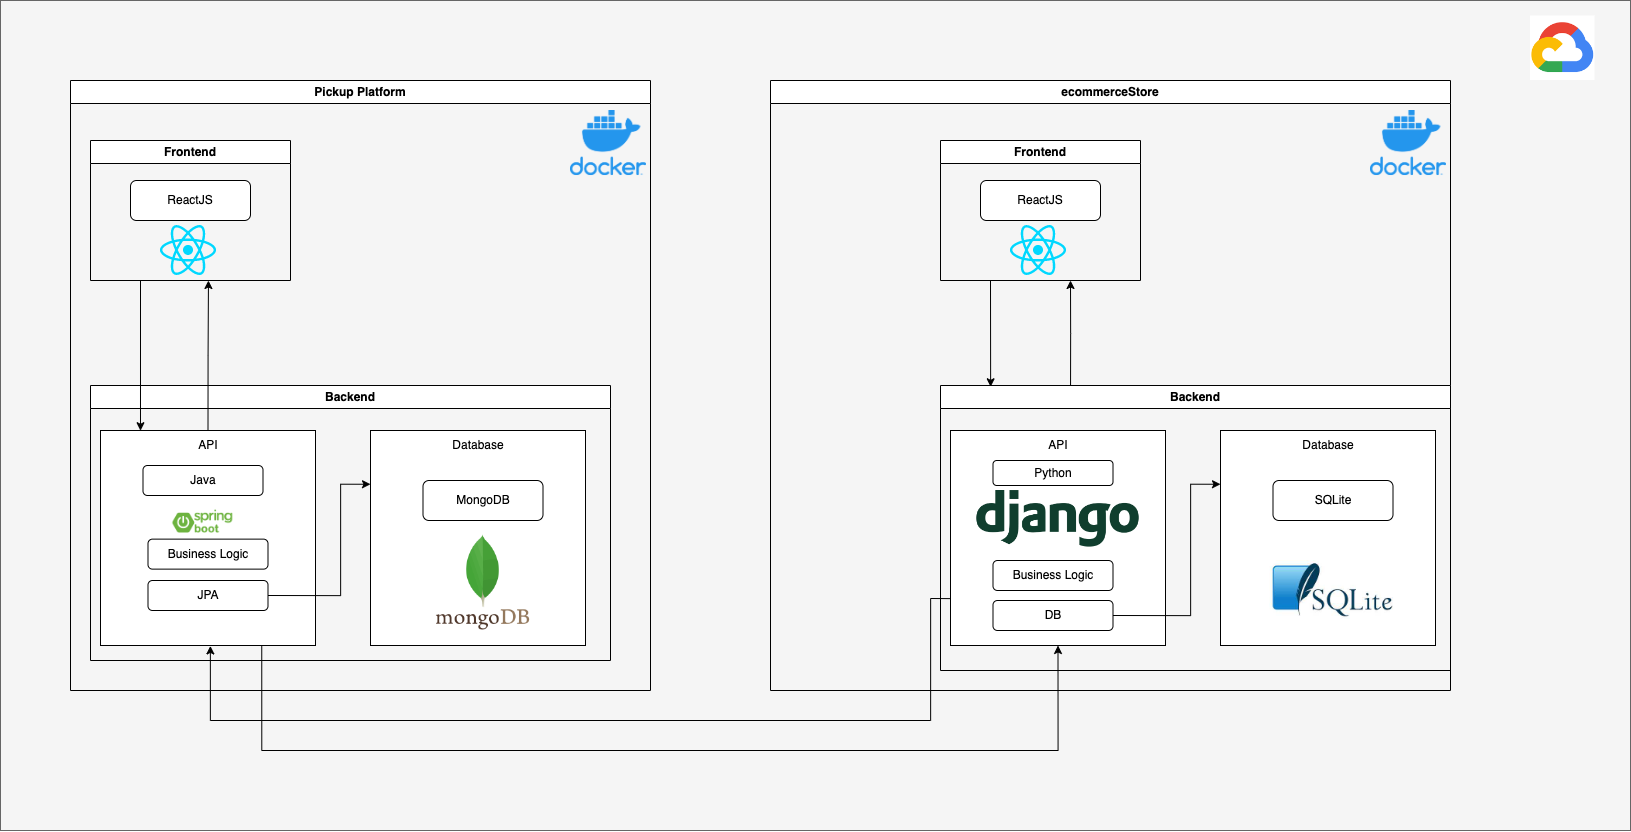 Pickup Platform
docker
Frontend
ReactJS
Backend
API
Java
spring
boot
Business Logic
JPA
Database
MongoDB
mongoDB
ecommerceStore
docker
Frontend
ReactJS
Backend
API
Python
django
Business Logic
DB
Database
SQLite
SQLite